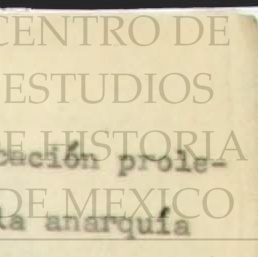 CENTRO DE
ESTUDIOS
DE HISTORIA
cación prole-
DE MEXICO
la anarquía